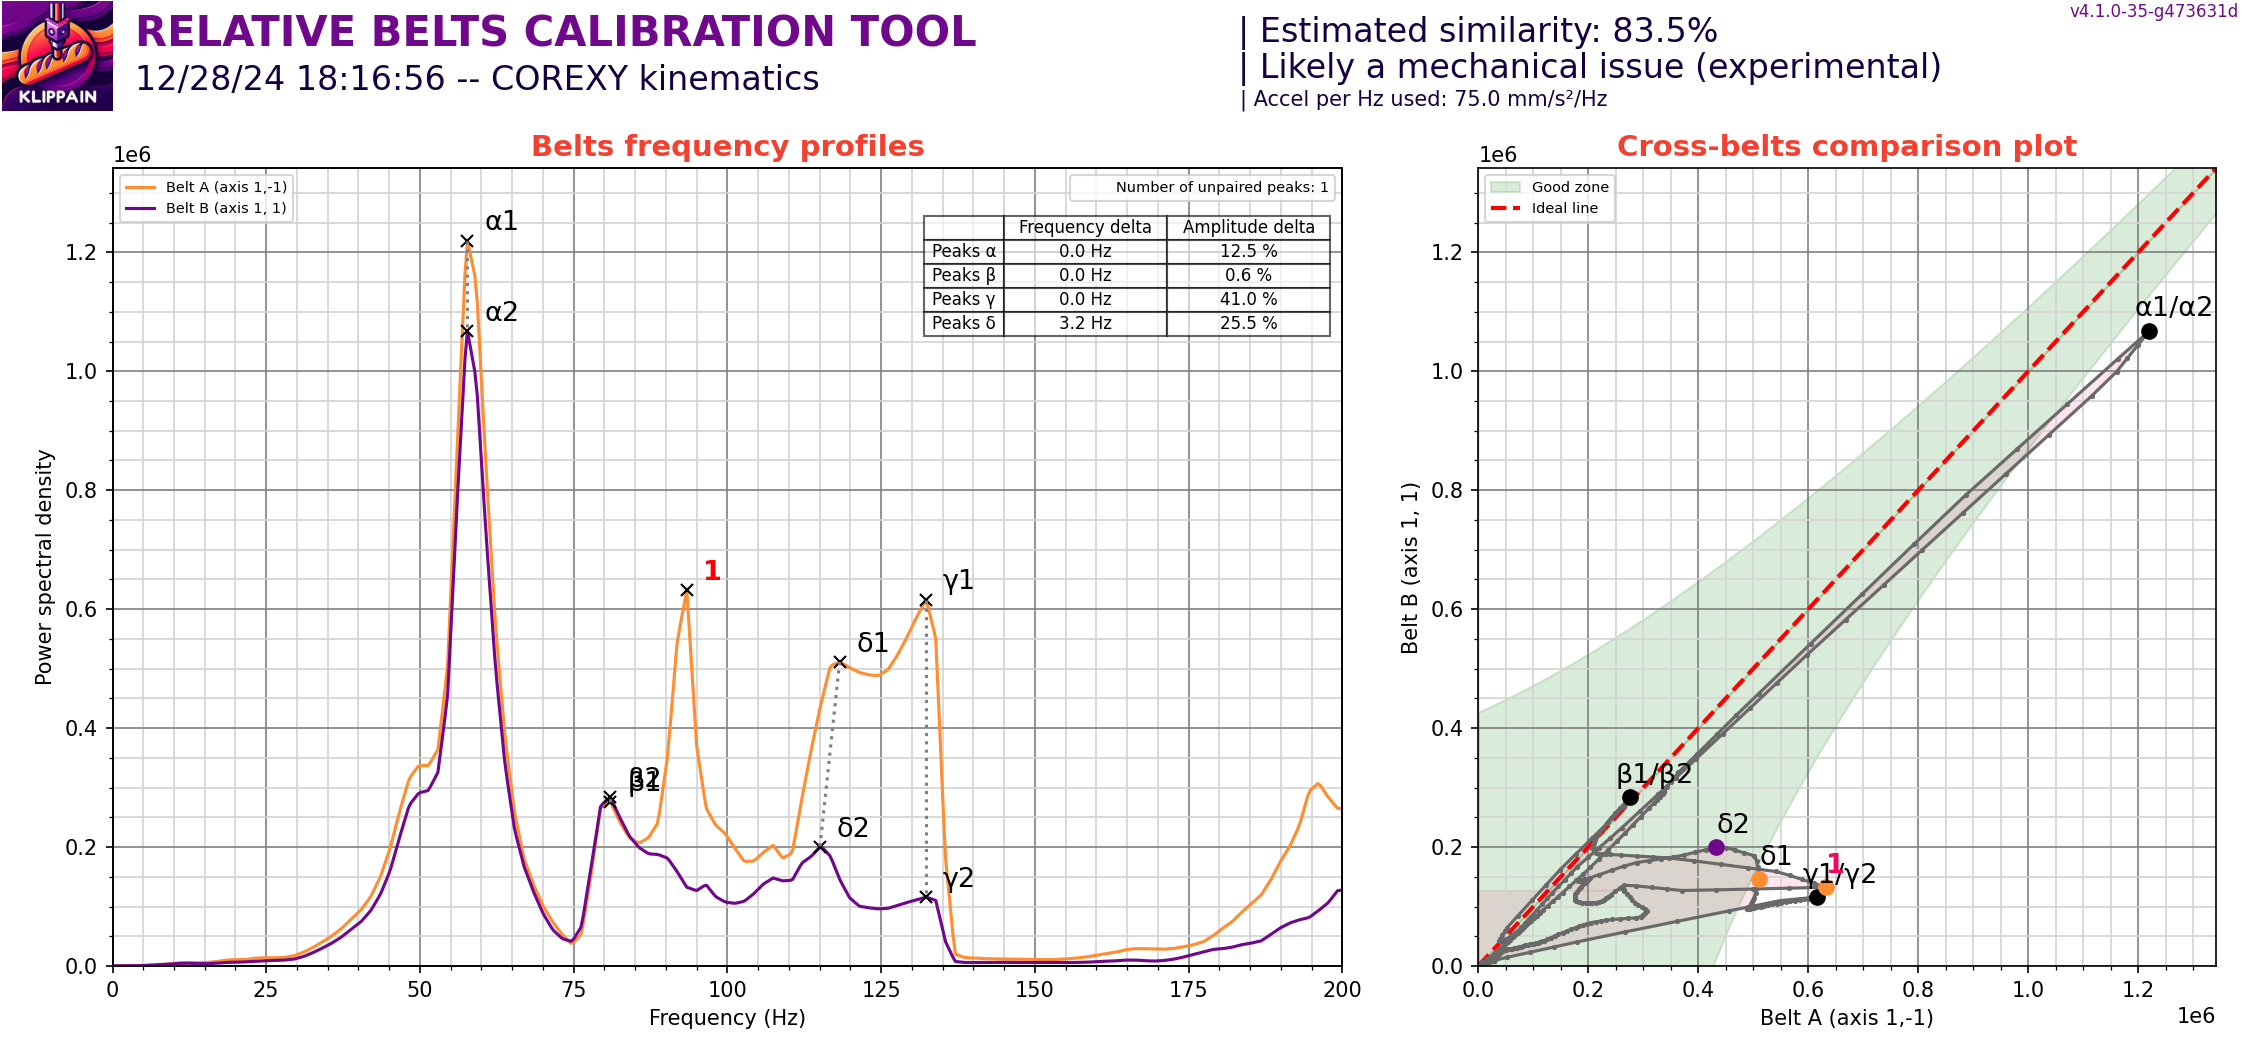 v4.1.0-35-g473631d
RELATIVE BELTS CALIBRATION TOOL
12/28/24 18:16:56 -- COREXY kinematics
KLIPPAIN
| Estimated similarity: 83.5%
| Likely a mechanical issue (experimental)
| Accel per Hz used: 75.0 mm/s²/Hz
Belts frequency profiles
1e6
Belt A (axis 1,-1)
Belt B (axis 1, 1)
Number of unpaired peaks: 1
Frequency delta Amplitude delta
Peaks α 0.0 Hz 12.5 %
Peaks β 0.0 Hz 0.6 %
Peaks γ 0.0 Hz 41.0 %
Peaks δ 3.2 Hz 25.5 %
α1
α2
1
γ1
δ1
β2
β1
δ2
γ2
1.2
1.0
0.8
0.6
0.4
0.2
0.0
Power spectral density
0 25 50 75 100 125 150 175 200
Frequency (Hz)
Cross-belts comparison plot
1e6
Good zone
Ideal line
α1/α2
β1/β2
δ2
δ1
1
γ1/γ2
1.2
1.0
0.8
0.6
0.4
0.2
0.0
Belt B (axis 1, 1)
0.0 0.2 0.4 0.6 0.8 1.0 1.2
Belt A (axis 1,-1)
1e6